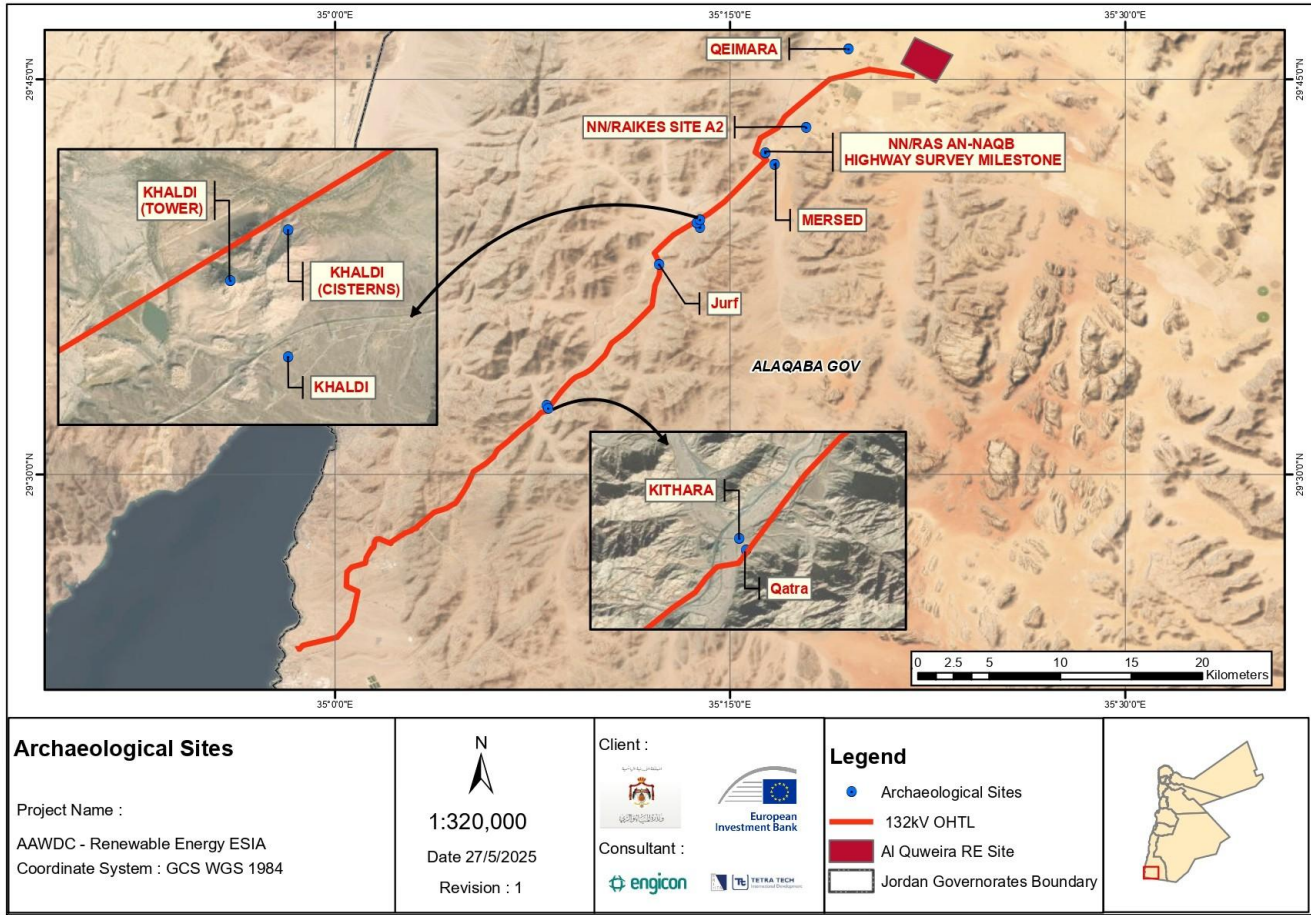 35°0'0"E
35°15'0"E
35°30'0"E
29°45'0"N
29°45'0"N
QEIMARA
NN/RAIKES SITE A2
NN/RAS AN-NAQB
HIGHWAY SURVEY MILESTONE
MERSED
KHALDI
(TOWER)
KHALDI
(CISTERNS)
KHALDI
Jurf
ALAQABA GOV
29°30'0"N
29°30'0"N
KITHARA
Qatra
0 2.5 5 10 15 20
Kilometers
35°0'0"E
35°15'0"E
35°30'0"E
Archaeological Sites
Project Name :
AAWDC - Renewable Energy ESIA
Coordinate System : GCS WGS 1984
N
1:320,000
Date 27/5/2025
Revision : 1
Client :
European
Investment Bank
Consultant :
engicon
TETRA TECH
International Development
Legend
Archaeological Sites
132kV OHTL
Al Quweira RE Site
Jordan Governorates Boundary